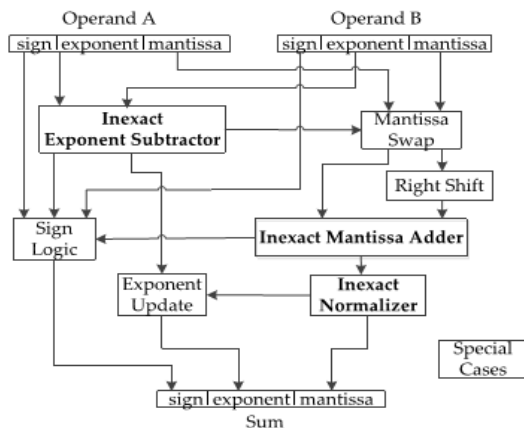 Operand A
Operand B
sign exponent mantissa
sign exponent mantissa
Inexact
Exponent Subtractor
Mantissa
Swap
Right Shift
Sign
Logic
Inexact Mantissa Adder
Exponent
Update
Inexact
Normalizer
Special
Cases
sign exponent mantissa
Sum